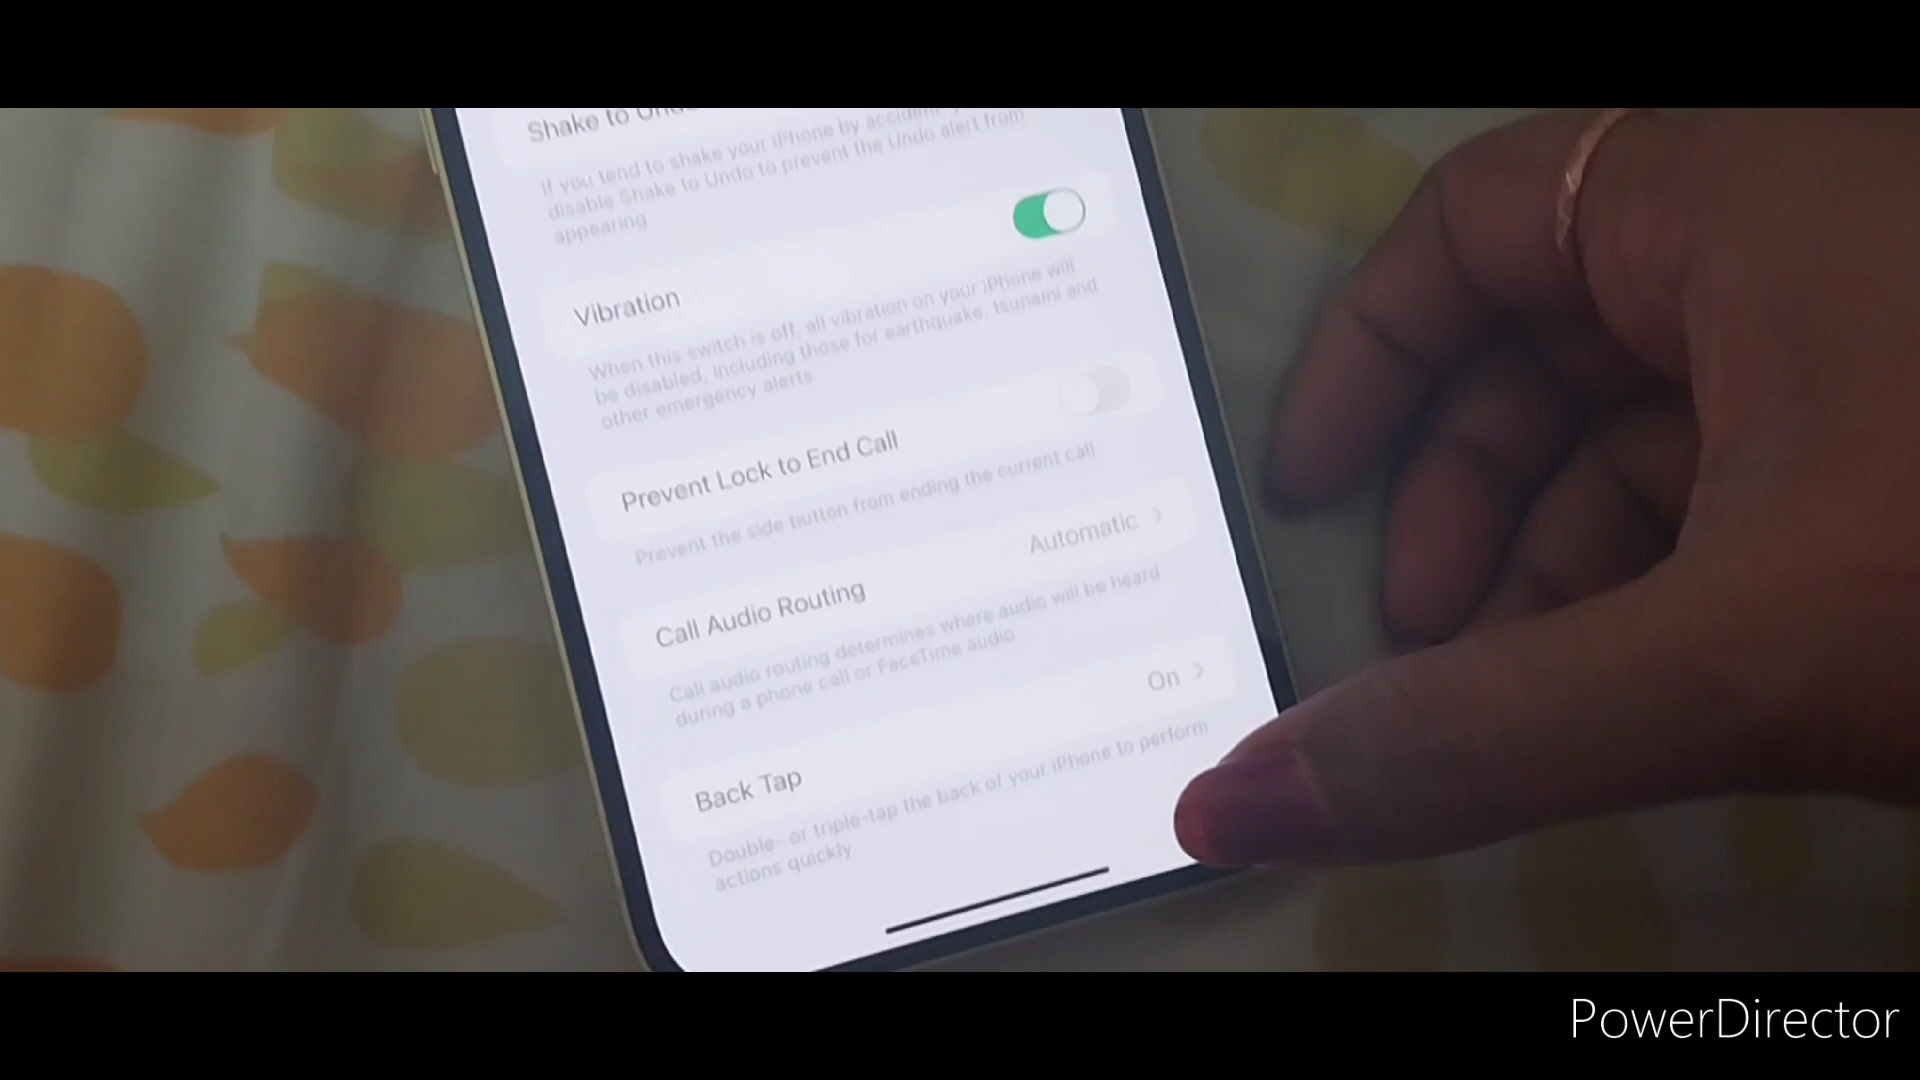 Shake to Undo
If you tend to shake your iPhone by accident,
disable Shake to Undo to prevent the Undo alert from
appearing
Vibration
When this switch is off, all vibration on your iPhone will
be disabled, including those for earthquake, tsunami and
other emergency alerts
Prevent Lock to End Call
Prevent the side button from ending the current call
Call Audio Routing Automatic
Call audio routing determines where audio will be heard
during a phone call or FaceTime audio
Back Tap On
Double- or triple-tap the back of your iPhone to perform
actions quickly
PowerDirector